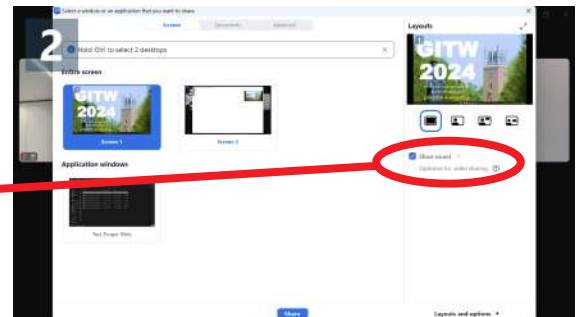 Select a window or an application that you want to share
Screen Documents Advanced
2
Hold Ctrl to select 2 desktops
Entire screen
GITW
2024
Screen 1
Screen 2
Application windows
Share
Layouts
1
GITW
2024
Share sound
Optimize for video sharing
Layouts and options